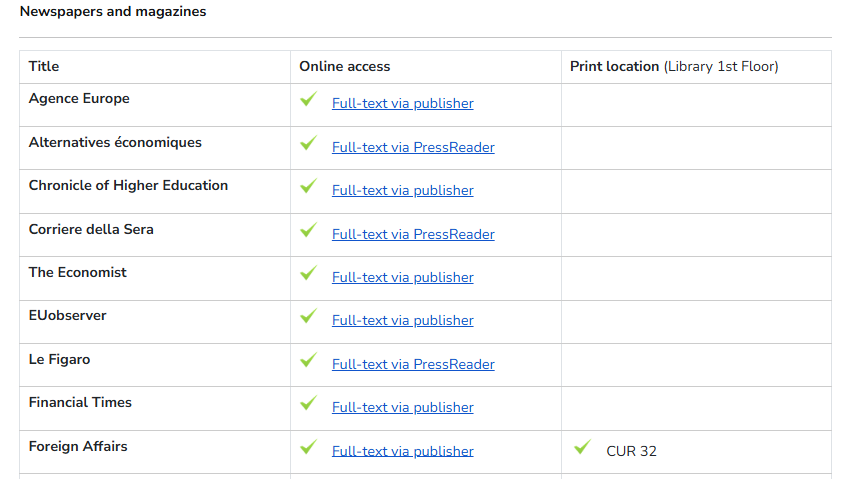 Newspapers and magazines
Title Online access Print location (Library 1st Floor)
Agence Europe Full-text via publisher
Alternatives économiques Full-text via PressReader
Chronicle of Higher Education Full-text via publisher
Corriere della Sera Full-text via PressReader
The Economist Full-text via publisher
EUobserver Full-text via publisher
Le Figaro Full-text via PressReader
Financial Times Full-text via publisher
Foreign Affairs Full-text via publisher CUR 32